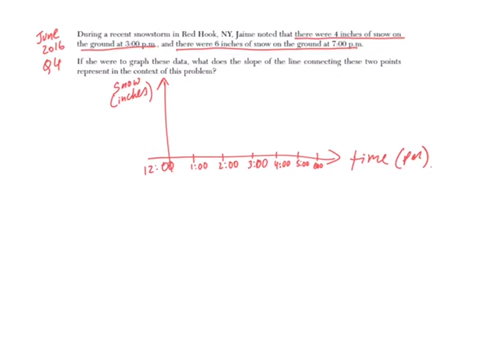 June
2016
Q4
During a recent snowstorm in Red Hook, NY, Jaime noted that there were 4 inches of snow on
the ground at 3:00 p.m., and there were 6 inches of snow on the ground at 7:00 p.m.
If she were to graph these data, what does the slope of the line connecting these two points
represent in the context of this problem?
snow
(inches)
12:00 1:00 2:00 3:00 4:00 5:00 6:00 time (pm).